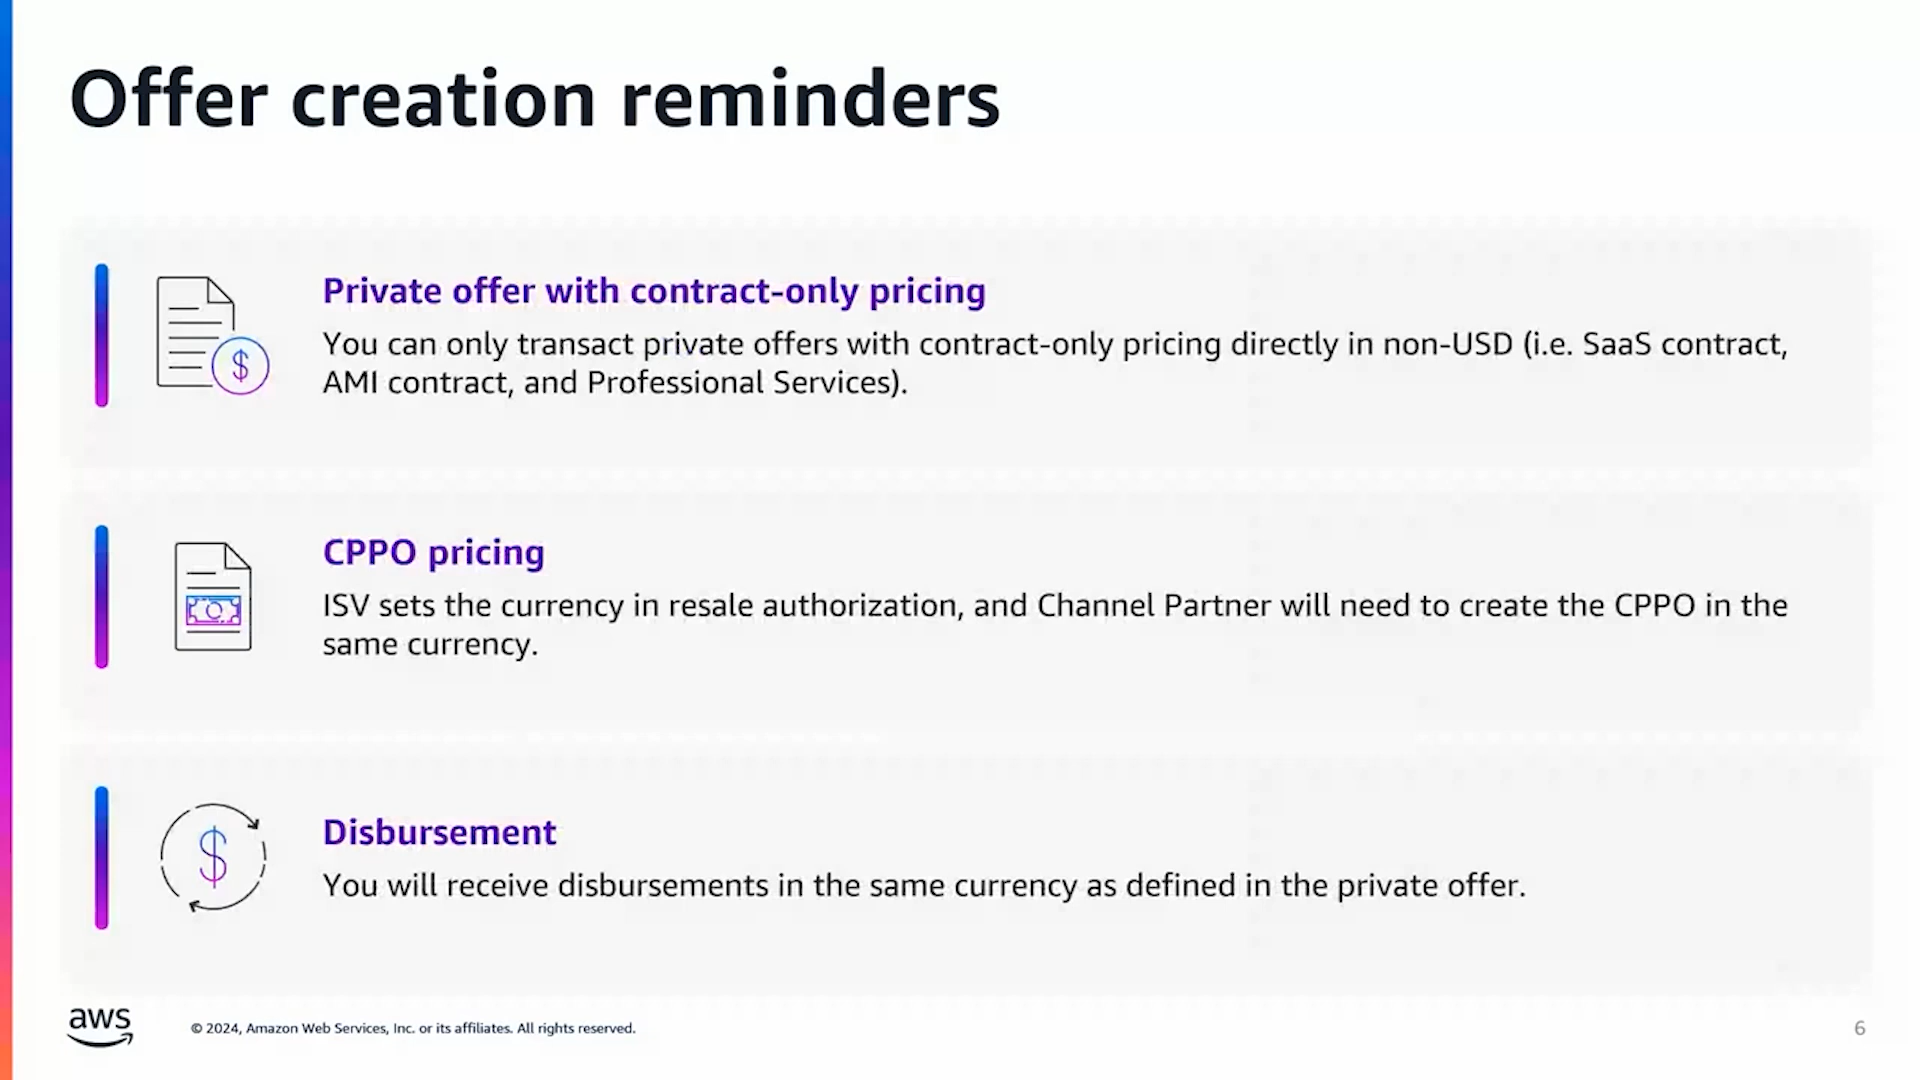 Offer creation reminders
Private offer with contract-only pricing
You can only transact private offers with contract-only pricing directly in non-USD (i.e. SaaS contract,
AMI contract, and Professional Services).
CPPO pricing
ISV sets the currency in resale authorization, and Channel Partner will need to create the CPPO in the
same currency.
Disbursement
You will receive disbursements in the same currency as defined in the private offer.
aws
© 2024, Amazon Web Services, Inc. or its affiliates. All rights reserved.
6